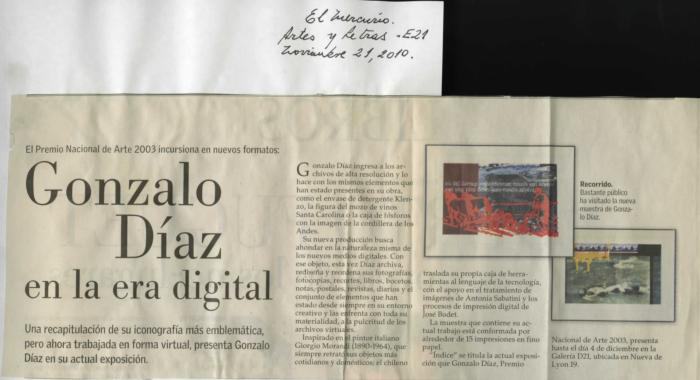 El Mercurio.
Artes y Letras - E21
Noviembre 21, 2010.
El Premio Nacional de Arte 2003 incursiona en nuevos formatos:
Gonzalo
Díaz
en la era digital
Una recapitulación de su iconografía más emblemática,
pero ahora trabajada en forma virtual, presenta Gonzalo
Díaz en su actual exposición.
Gonzalo Díaz ingresa a los ar-
chivos de alta resolución y lo
hace con los mismos elementos que
han estado presentes en su obra,
como el envase de detergente Klen-
zo, la figura del mozo de vinos
Santa Carolina o la caja de fósforos
con la imagen de la cordillera de los
Andes.
Su nueva producción busca
ahondar en la naturaleza misma de
los nuevos medios digitales. Con
ese objeto, esta vez Díaz archiva,
rediseña y reordena sus fotografías,
fotocopias, recortes, libros, bocetos,
notas, postales, revistas, diarios y el
conjunto de elementos que han
estado desde siempre en su entorno
creativo y las enfrenta con toda su
materialidad, a la pulcritud de los
archivos virtuales.
Inspirado en el pintor italiano
Giorgio Morandi (1890-1964), que
siempre retrató sus objetos más
cotidianos y domésticos, el chileno
traslada su propia caja de herra-
mientas al lenguaje de la tecnología,
con el apoyo en el tratamiento de
imágenes de Antonia Sabatini y los
procesos de impresión digital de
José Bodet.
La muestra que contiene su ac-
tual trabajo está conformada por
alrededor de 15 impresiones en fino
papel.
"Índice" se titula la actual exposi-
ción que Gonzalo Díaz, Premio
Nacional de Arte 2003, presenta
hasta el día 4 de diciembre en la
Galería D21, ubicada en Nueva de
Lyon 19.
Recorrido.
Bastante público
ha visitado la nueva
muestra de Gonza-
lo Díaz.